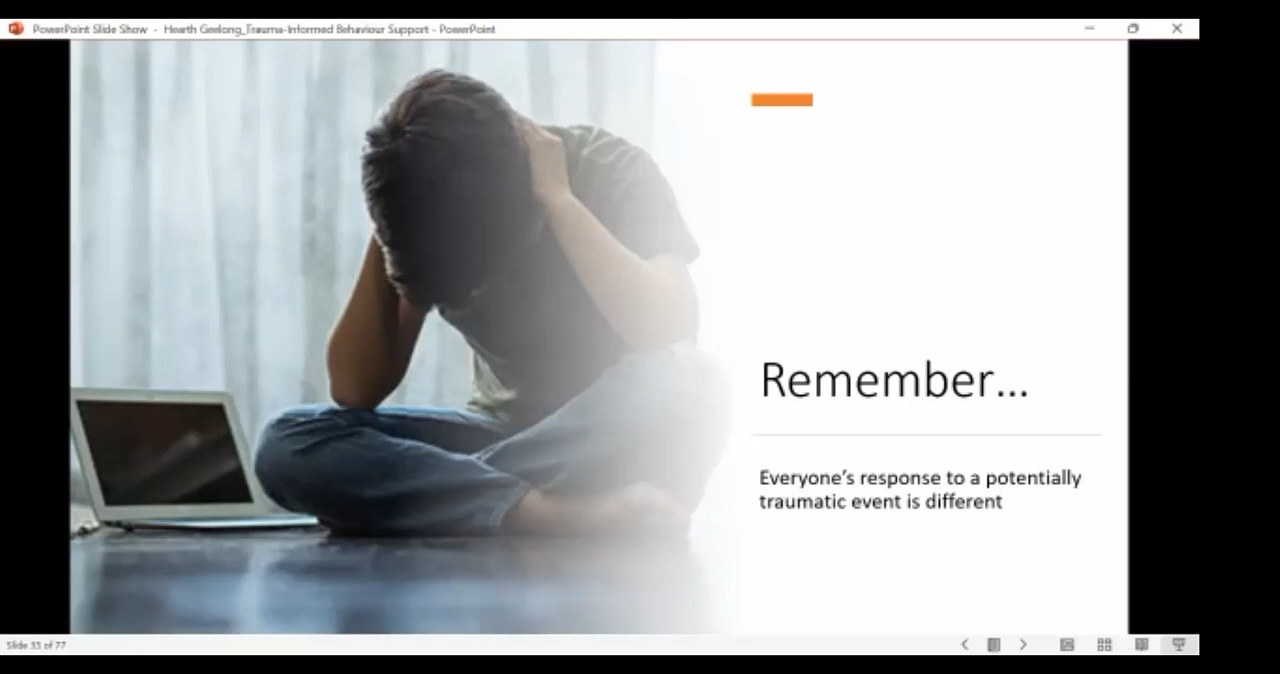 PowerPoint Slide Show - Hearth Geelong_Trauma-Informed Behaviour Support - PowerPoint
Remember...
Everyone's response to a potentially
traumatic event is different
Slide 35 of 77